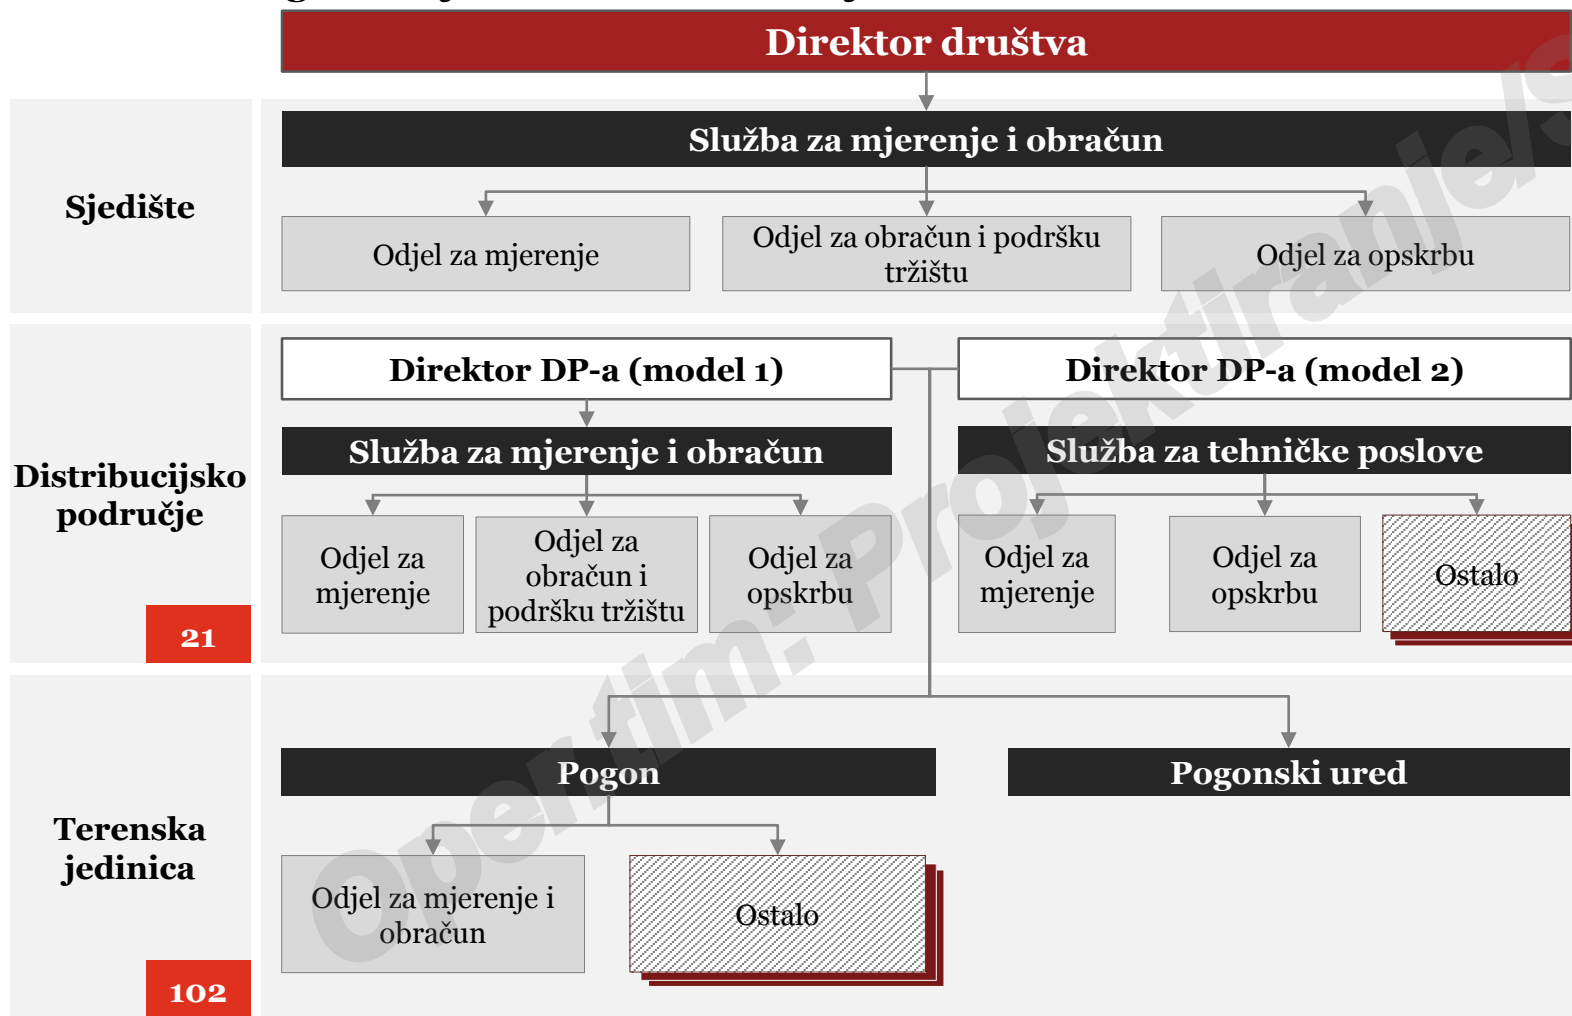 Direktor društva
Služba za mjerenje i obračun
Sjedište
Odjel za mjerenje
Odjel za obračun i podršku
tržištu
Odjel za opskrbu
Direktor DP-a (model 1)
Direktor DP-a (model 2)
Služba za mjerenje i obračun
Služba za tehničke poslove
Distribucijsko
područje
Odjel za
mjerenje
Odjel za
obračun i
podršku tržištu
Odjel za
opskrbu
Odjel za
mjerenje
Odjel za
opskrbu
Ostalo
21
Pogon
Pogonski ured
Terenska
jedinica
Odjel za mjerenje i
obračun
Ostalo
102
Open tim: Projektiranje/S